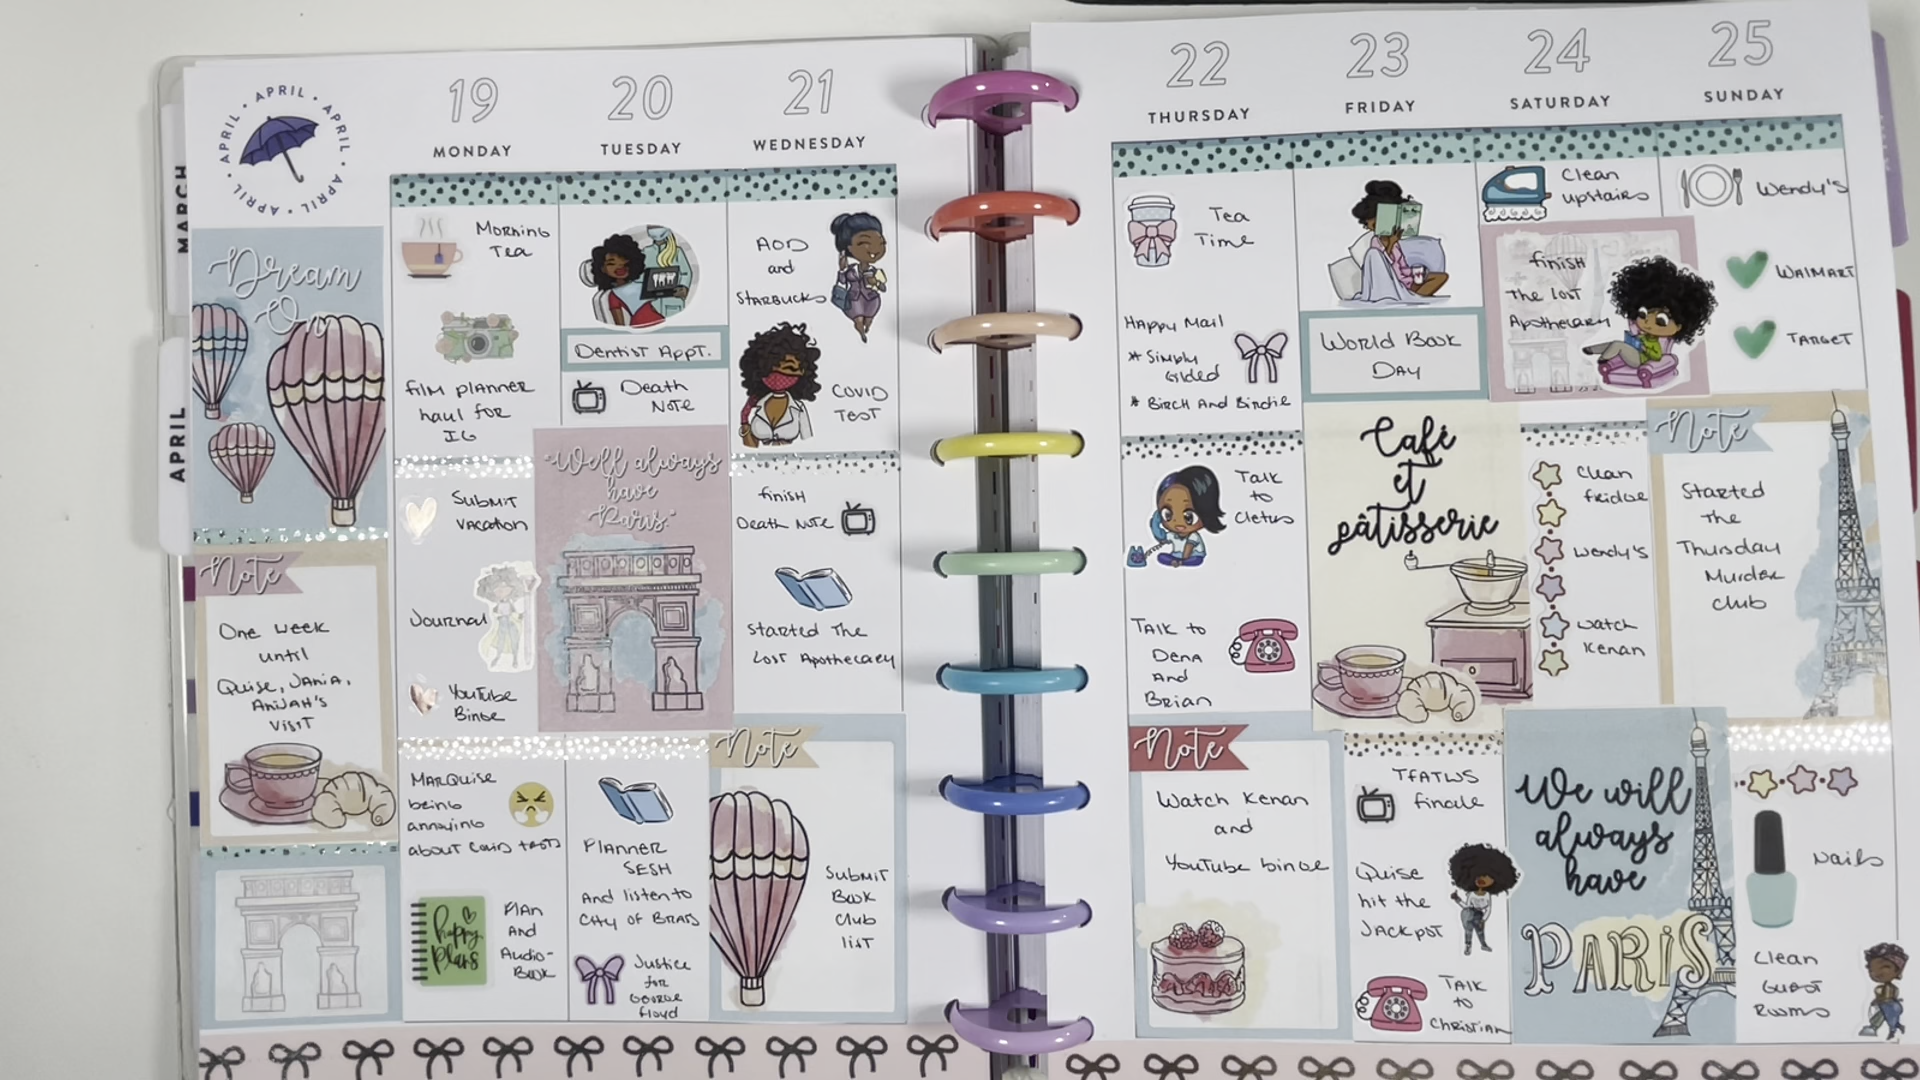 APRIL · APRIL · APRIL · APRIL · APRIL · APRIL
MARCH
APRIL
Dream
On
Note
One week
until
Quise, Jania,
Anijah's
visit
19
MONDAY
Morning
Tea
film planner
haul for
IG
Submit
vacation
Journal
YouTube
Binge
Marquise
being
annoying
about Covid tests
happy
plans
Plan
And
Audio-
Book
20
TUESDAY
Dentist Appt.
Death
Note
"We'll always
have
Paris."
Planner
Sesh
And listen to
City of Brass
Justice
for
George
floyd
21
WEDNESDAY
AOD
and
Starbucks
COVID
TEST
finish
Death Note
Started The
Lost Apothecary
Note
Submit
Book
Club
list
22
THURSDAY
Tea
Time
Happy Mail
* Simply
Gilded
* Birch And Birdie
Talk
to
Cletus
Talk to
Dena
And
Brian
Note
Watch Kenan
and
YouTube binge
23
FRIDAY
World Book
Day
Café
et
pâtisserie
TFATWS
finale
Quise
hit the
Jackpot
Talk
to
Christian
24
SATURDAY
Clean
upstairs
finish
The Lost
Apothecary
Clean
fridge
Wendy's
watch
Kenan
We will
always
have
PARIS
25
SUNDAY
Wendy's
Walmart
Target
Note
Started
The
Thursday
Murder
club
Nails
Clean
Guest
Rooms